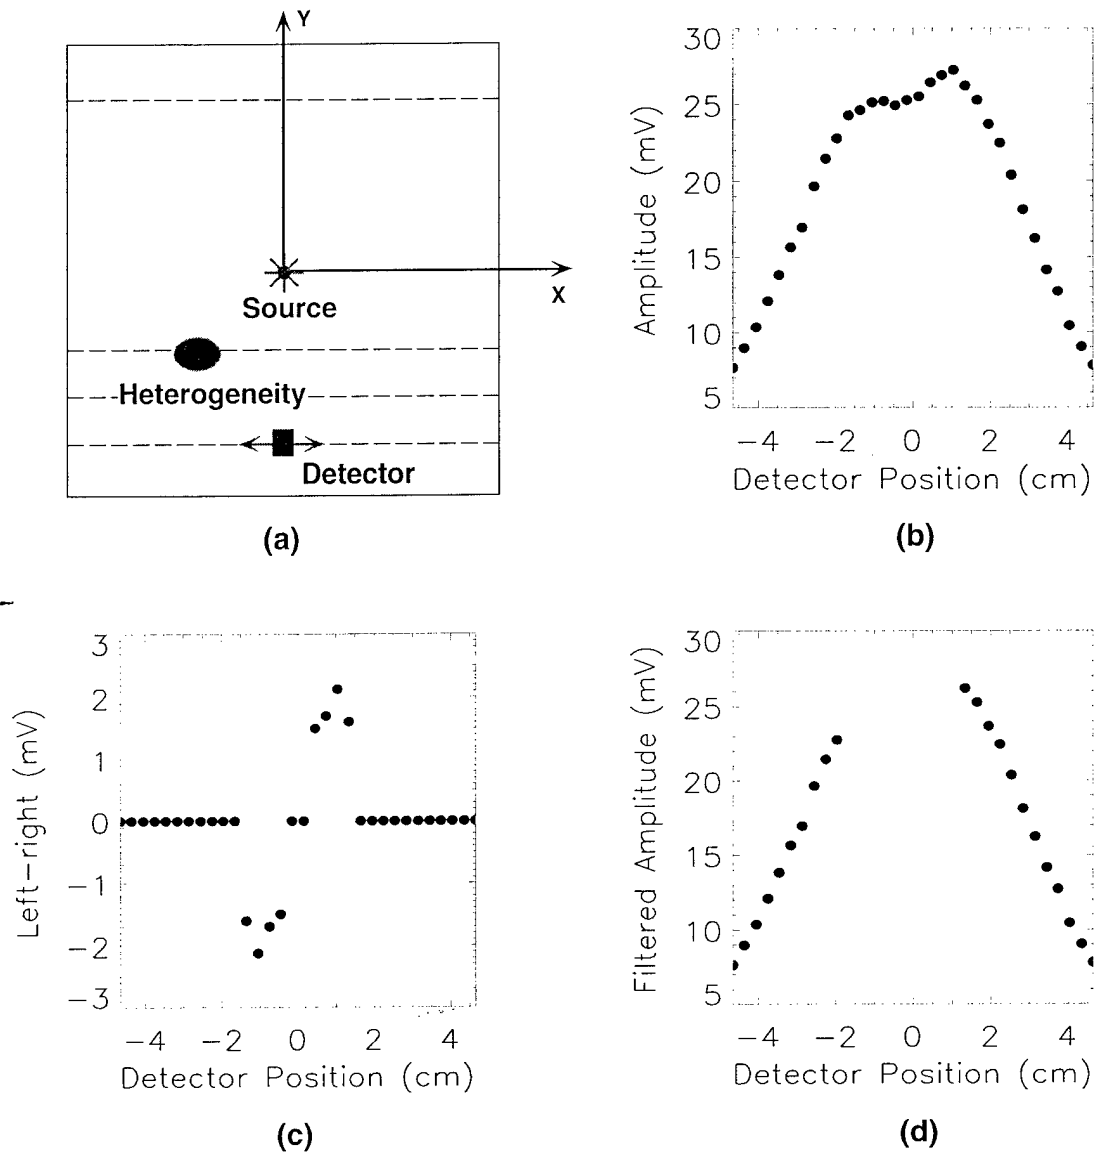 Y
X
Source
Heterogeneity
Detector
(a)
30
25
20
15
10
5
Amplitude (mV)
−4 −2 0 2 4
Detector Position (cm)
(b)
3
2
1
0
−1
−2
−3
Left−right (mV)
−4 −2 0 2 4
Detector Position (cm)
(c)
30
25
20
15
10
5
Filtered Amplitude (mV)
−4 −2 0 2 4
Detector Position (cm)
(d)